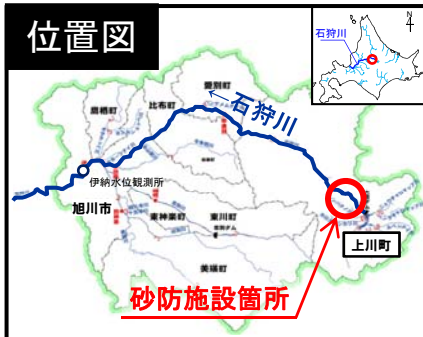 位置図
N
石狩川
愛別町
比布町
鷹栖町
石狩川
伊納水位観測所
旭川市
東神楽町
東川町
上川町
美瑛町
砂防施設箇所